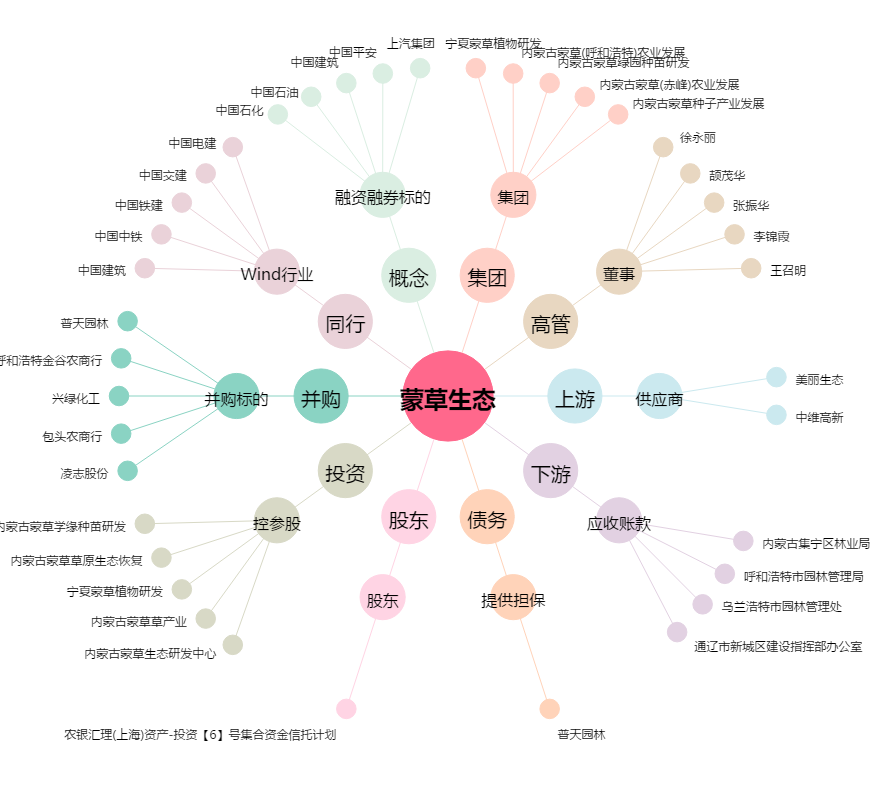 上汽集团
宁夏蒙草植物研发
中国平安
内蒙古蒙草(呼和浩特)农业发展
中国建筑
内蒙古蒙草绿园种苗研发
中国石油
内蒙古蒙草(赤峰)农业发展
中国石化
内蒙古蒙草种子产业发展
中国电建
徐永丽
中国交建
颉茂华
融资融券标的
集团
中国铁建
张振华
中国中铁
李锦霞
中国建筑
Wind行业
概念
集团
董事
王召明
普天园林
同行
高管
呼和浩特金谷农商行
美丽生态
兴绿化工
并购标的
并购
蒙草生态
上游
供应商
中维高新
包头农商行
凌志股份
投资
下游
内蒙古蒙草学缘种苗研发
控参股
股东
债务
应收账款
内蒙古集宁区林业局
内蒙古蒙草草原生态恢复
呼和浩特市园林管理局
宁夏蒙草植物研发
股东
提供担保
乌兰浩特市园林管理处
内蒙古蒙草草产业
通辽市新城区建设指挥部办公室
内蒙古蒙草生态研发中心
农银汇理(上海)资产-投资【6】号集合资金信托计划
普天园林